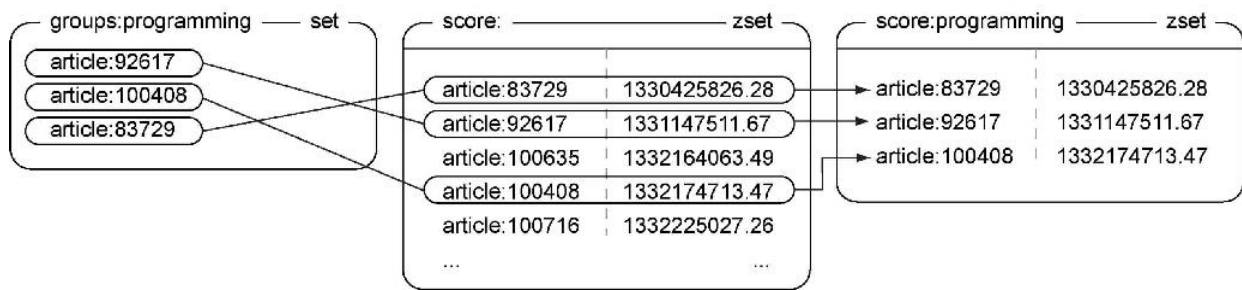 groups:programming set
article:92617
article:100408
article:83729
score: zset
article:83729 1330425826.28
article:92617 1331147511.67
article:100635 1332164063.49
article:100408 1332174713.47
article:100716 1332225027.26
... ...
score:programming zset
article:83729 1330425826.28
article:92617 1331147511.67
article:100408 1332174713.47